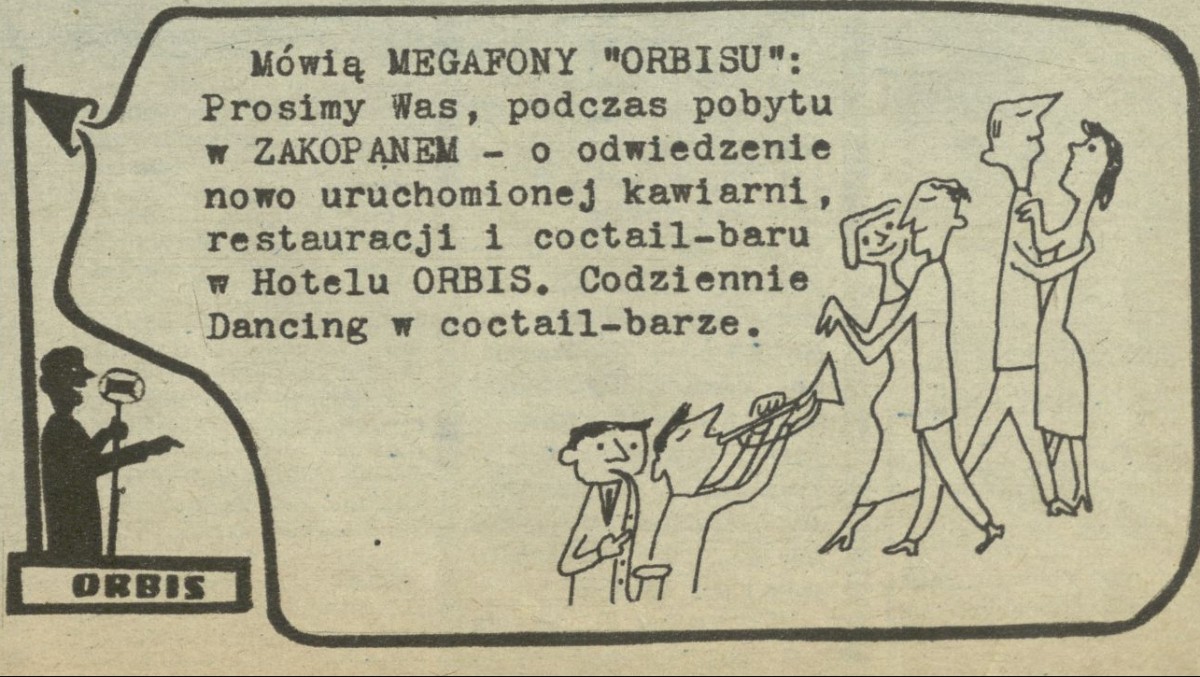 Mówią MEGAFONY "ORBISU":
Prosimy Was, podczas pobytu
w ZAKOPANEM - o odwiedzenie
nowo uruchomionej kawiarni,
restauracji i coctail-baru
w Hotelu ORBIS. Codziennie
Dancing w coctail-barze.
ORBIS